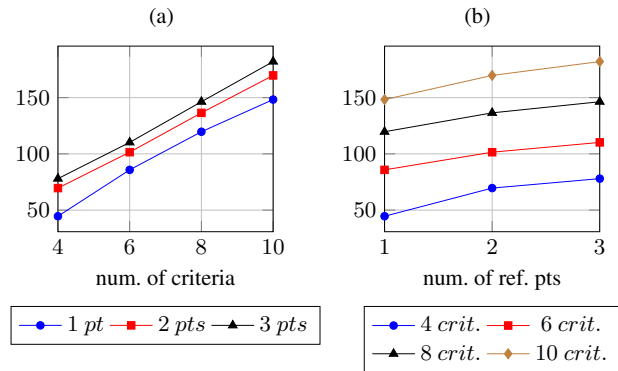 (a)
150
100
50
4 6 8 10
num. of criteria
1 pt 2 pts 3 pts
(b)
150
100
50
1 2 3
num. of ref. pts
4 crit. 6 crit.
8 crit. 10 crit.